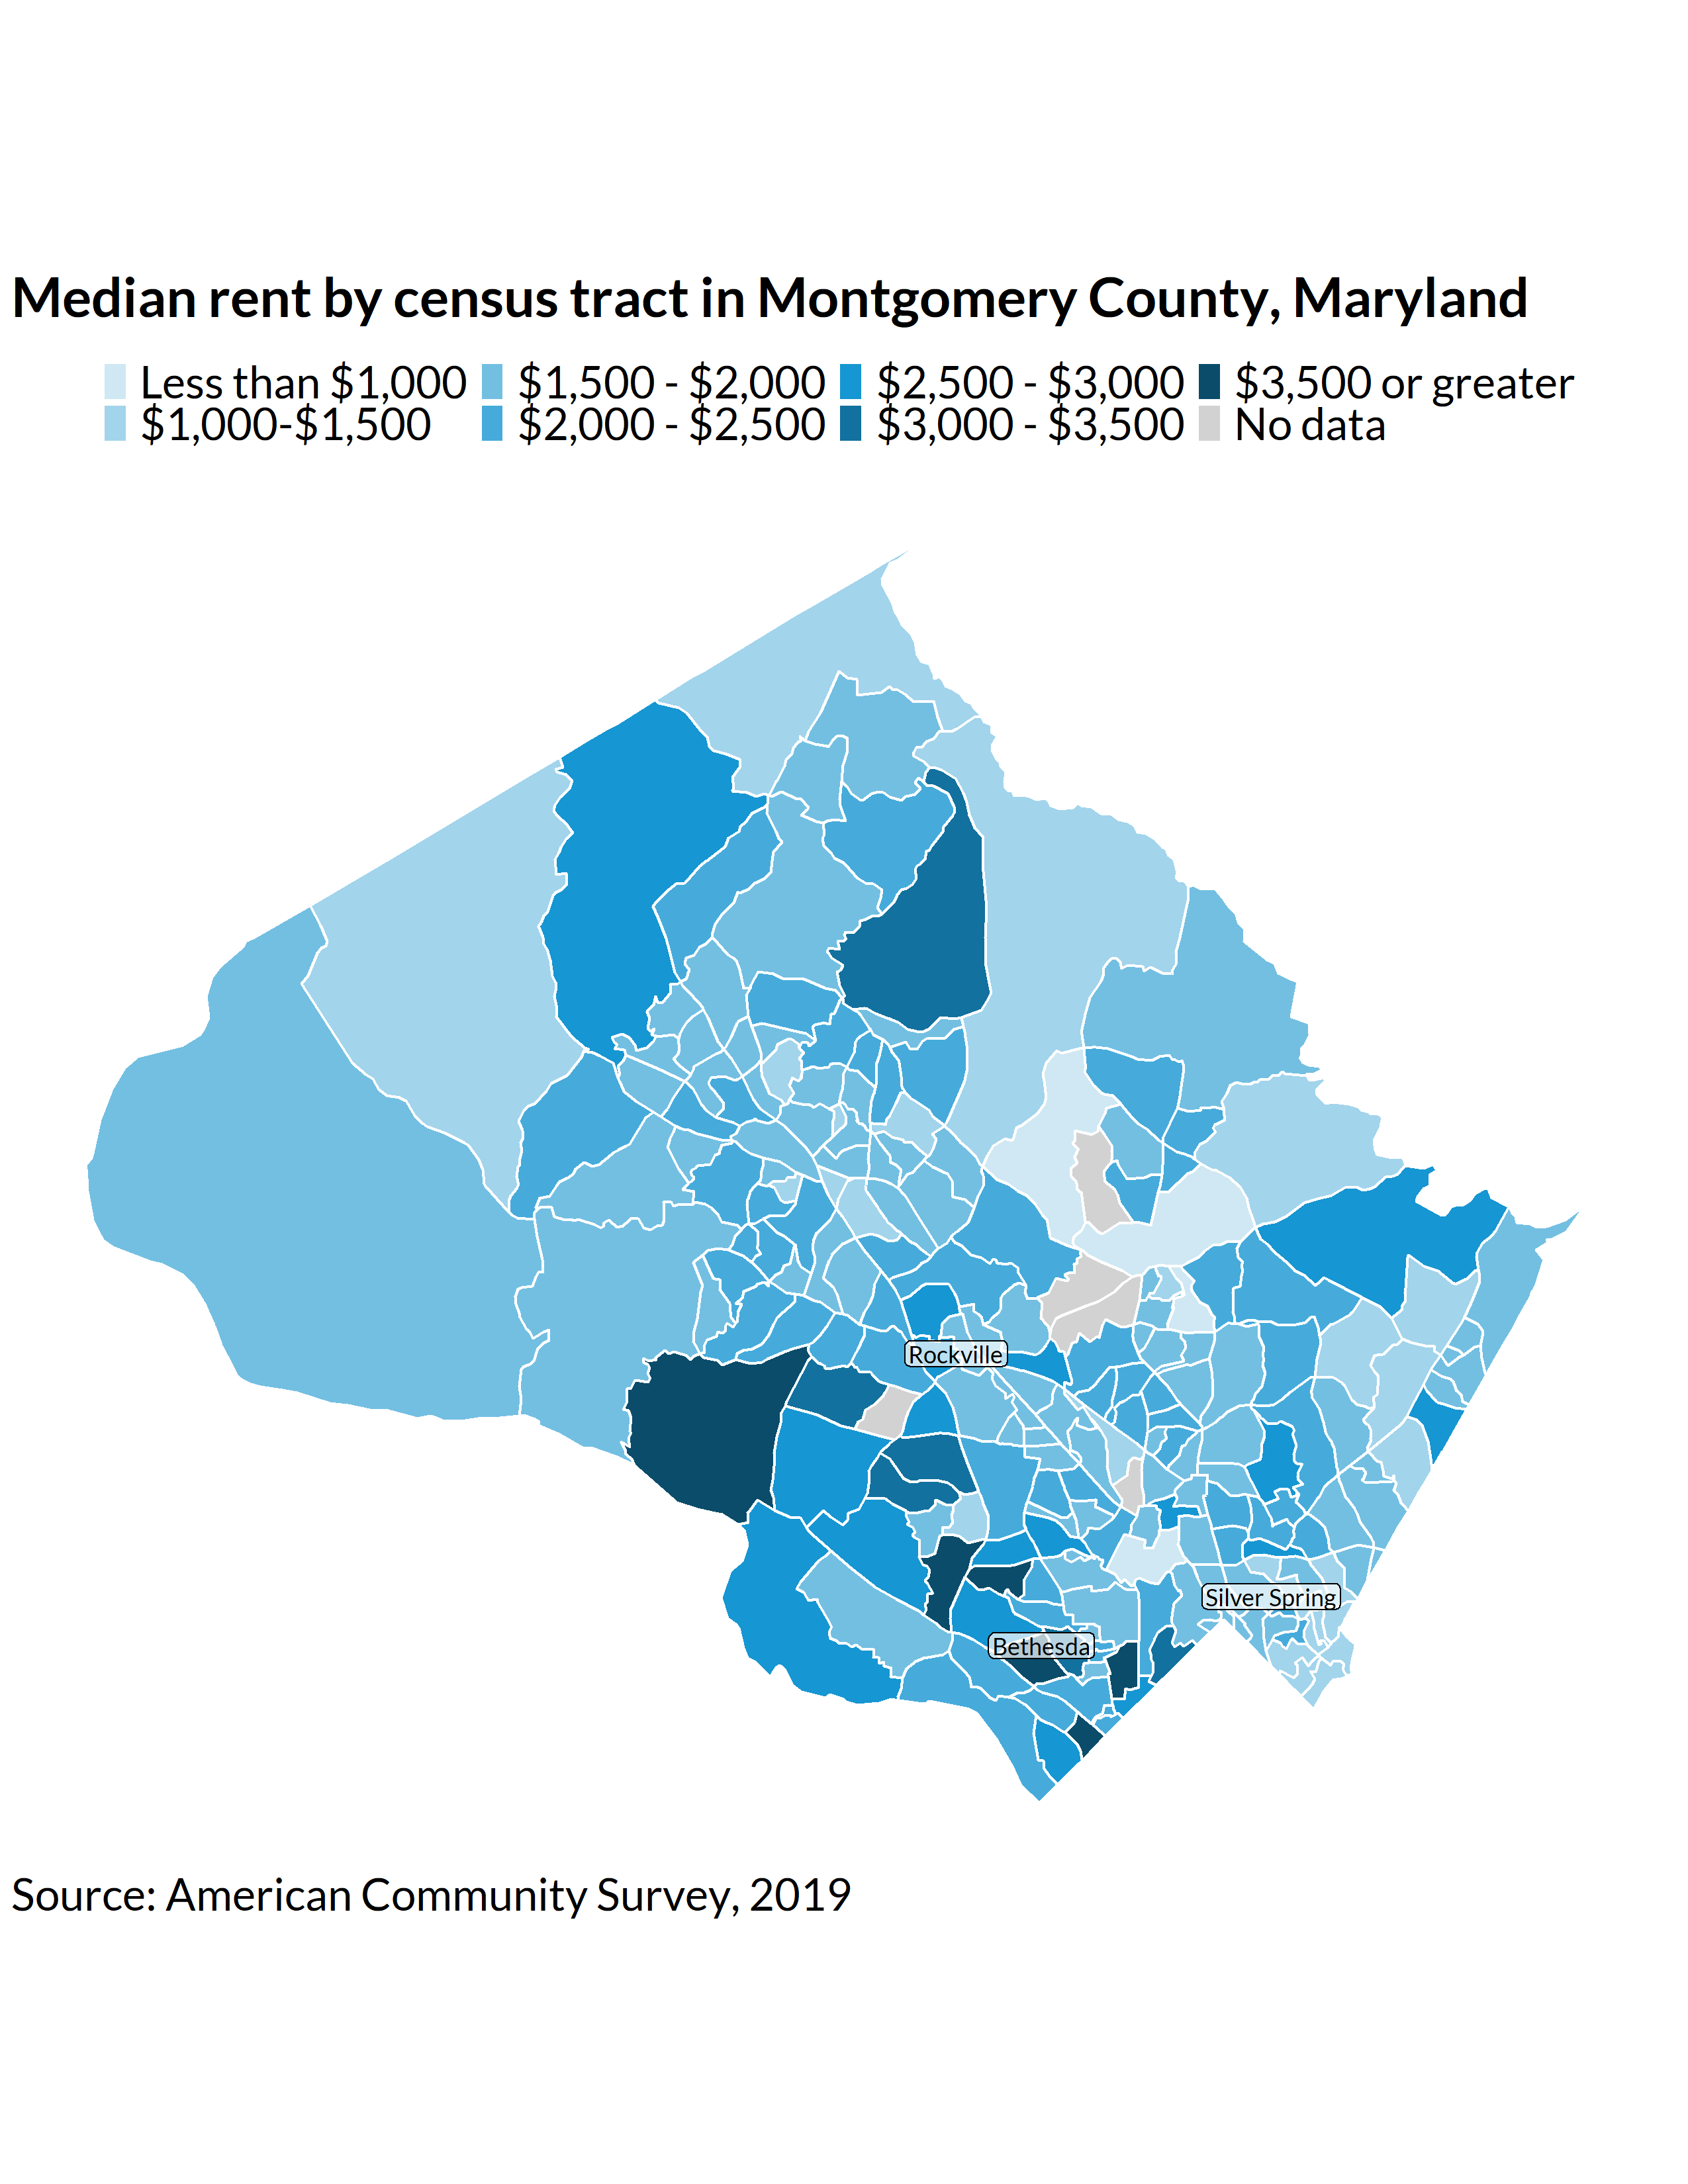 Median rent by census tract in Montgomery County, Maryland
Less than $1,000 $1,500 - $2,000 $2,500 - $3,000 $3,500 or greater
$1,000-$1,500 $2,000 - $2,500 $3,000 - $3,500 No data
Rockville
Silver Spring
Bethesda
Source: American Community Survey, 2019